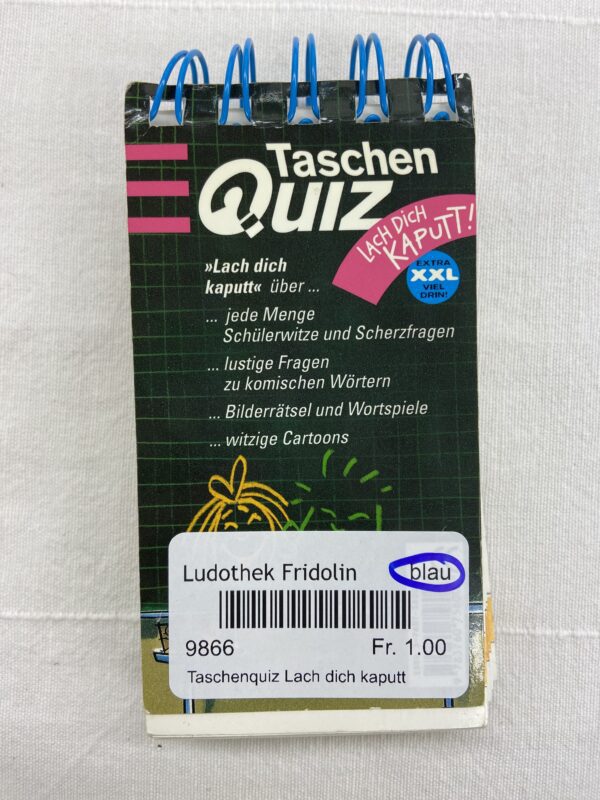 Taschen
Quiz
LACH DICH
KAPUTT!
EXTRA
XXL
VIEL
DRIN!
»Lach dich
kaputt« über ...
... jede Menge
Schülerwitze und Scherzfragen
... lustige Fragen
zu komischen Wörtern
... Bilderrätsel und Wortspiele
... witzige Cartoons
Ludothek Fridolin blau
9866 Fr. 1.00
Taschenquiz Lach dich kaputt